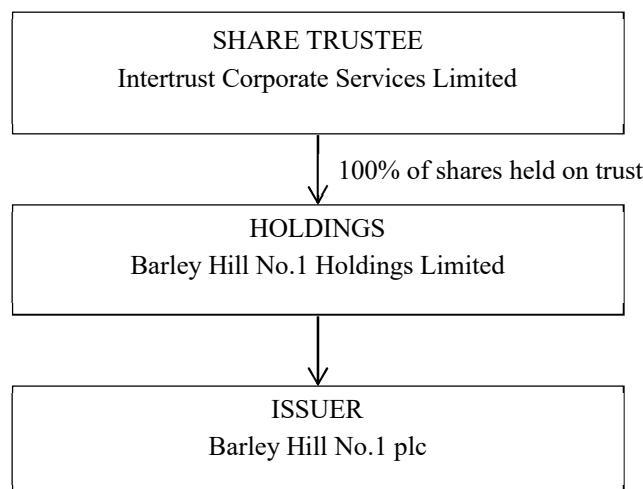 SHARE TRUSTEE
Intertrust Corporate Services Limited
100% of shares held on trust
HOLDINGS
Barley Hill No.1 Holdings Limited
ISSUER
Barley Hill No.1 plc